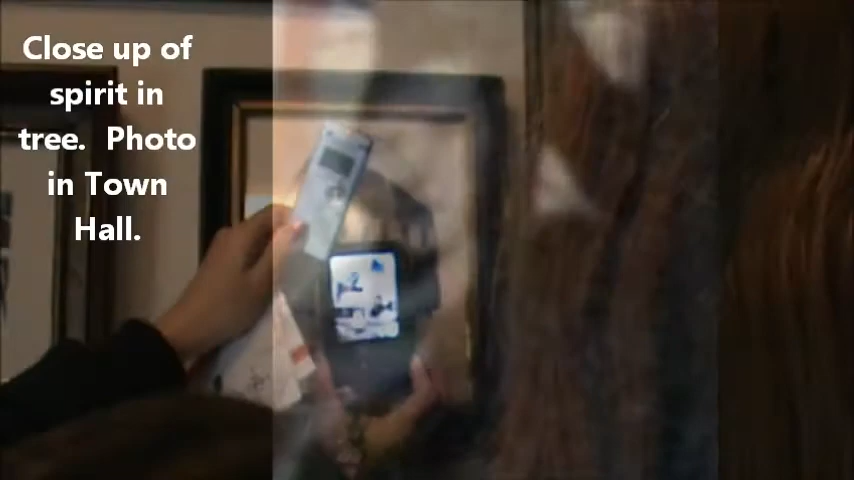 Close up of
spirit in
tree. Photo
in Town
Hall.